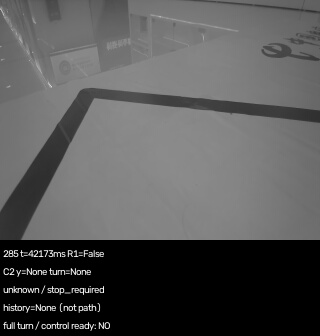 285 t=42173ms R1=False
C2 y=None turn=None
unknown / stop_required
history=None (not path)
full turn / control ready: NO